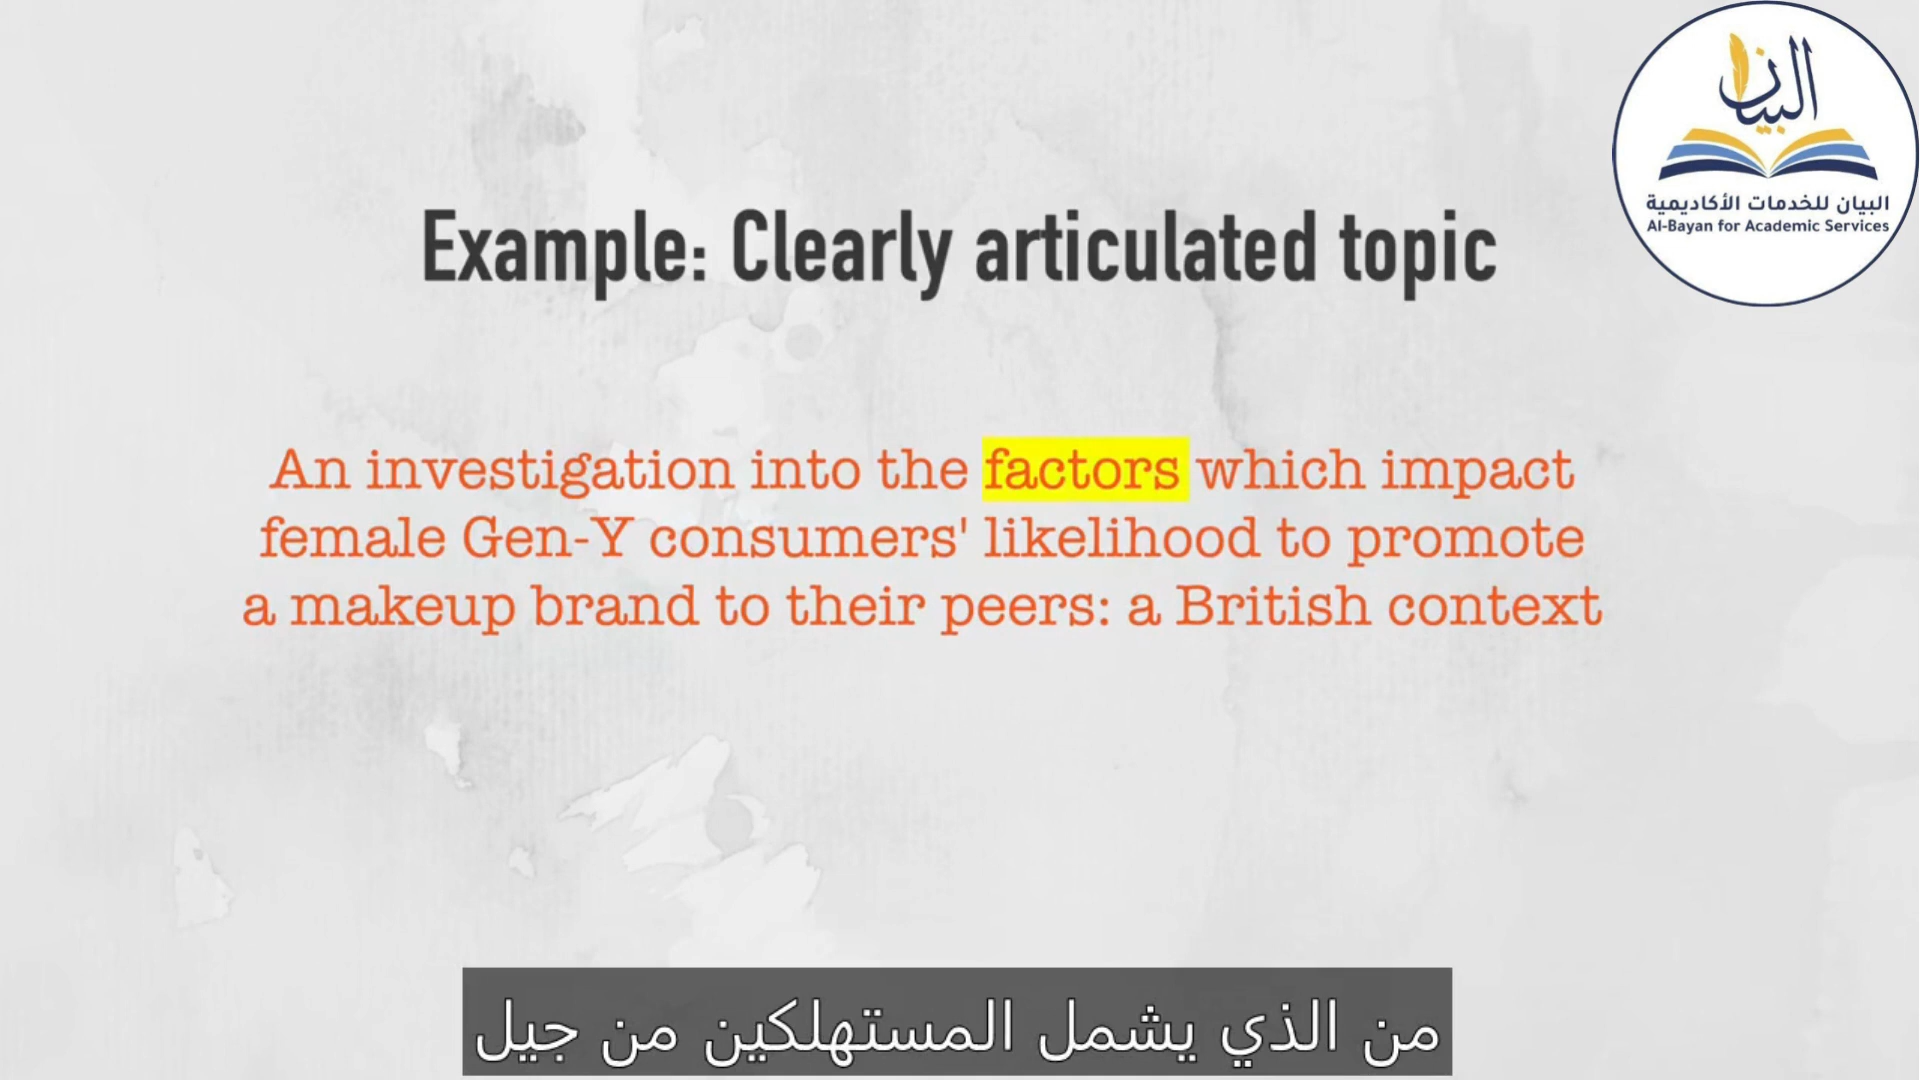 البيان
البيان للخدمات الأكاديمية
Al-Bayan for Academic Services
Example: Clearly articulated topic
An investigation into the factors which impact
female Gen-Y consumers' likelihood to promote
a makeup brand to their peers: a British context
من الذي يشمل المستهلكين من جيل